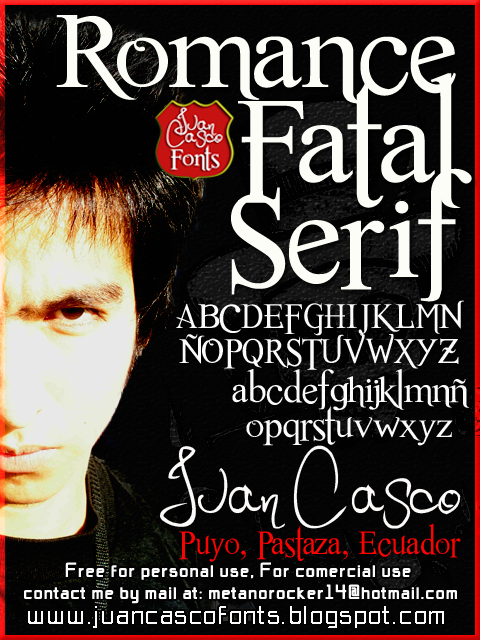 Romance
Fatal
Serif
Juan
Casco
Fonts
ABCDEFGHIJKLMN
ÑOPQRSTUVWXYZ
abcdefghijklmnñ
opqrstuvwxyz
Juan Casco
Puyo, Pastaza, Ecuador
Free for personal use, For comercial use
contact me by mail at: metanorocker14@hotmail.com
www.juancascofonts.blogspot.com